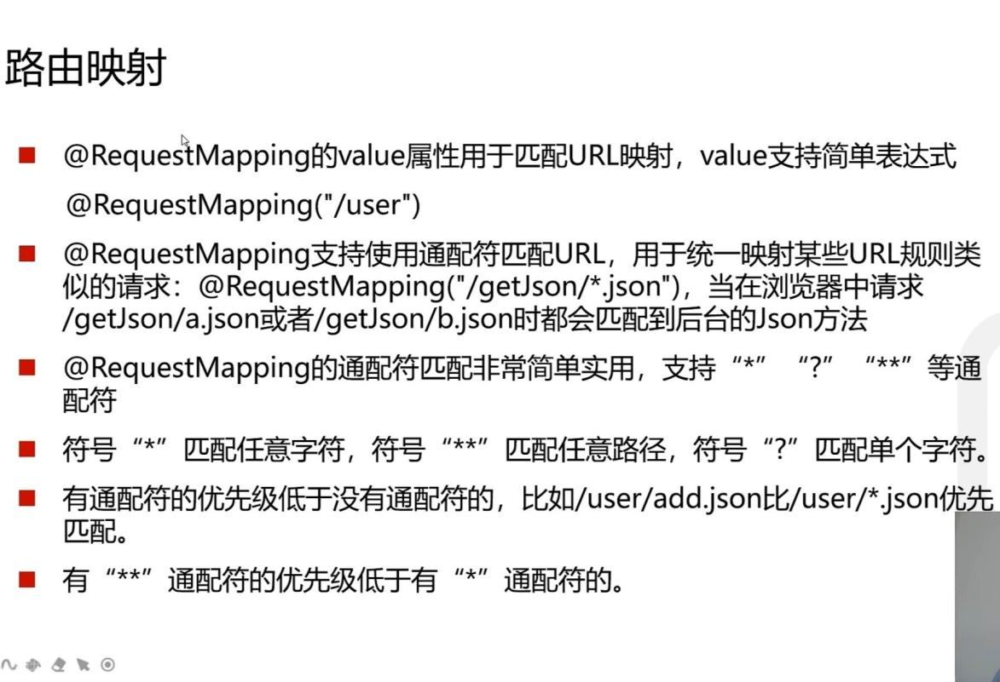 路由映射
@RequestMapping的value属性用于匹配URL映射，value支持简单表达式
@RequestMapping("/user")
@RequestMapping支持使用通配符匹配URL，用于统一映射某些URL规则类
似的请求：@RequestMapping("/getJson/*.json")，当在浏览器中请求
/getJson/a.json或者/getJson/b.json时都会匹配到后台的Json方法
@RequestMapping的通配符匹配非常简单实用，支持“*” “?” “**”等通
配符
符号“*”匹配任意字符，符号“**”匹配任意路径，符号“?”匹配单个字符。
有通配符的优先级低于没有通配符的，比如/user/add.json比/user/*.json优先
匹配。
有“**”通配符的优先级低于有“*”通配符的。